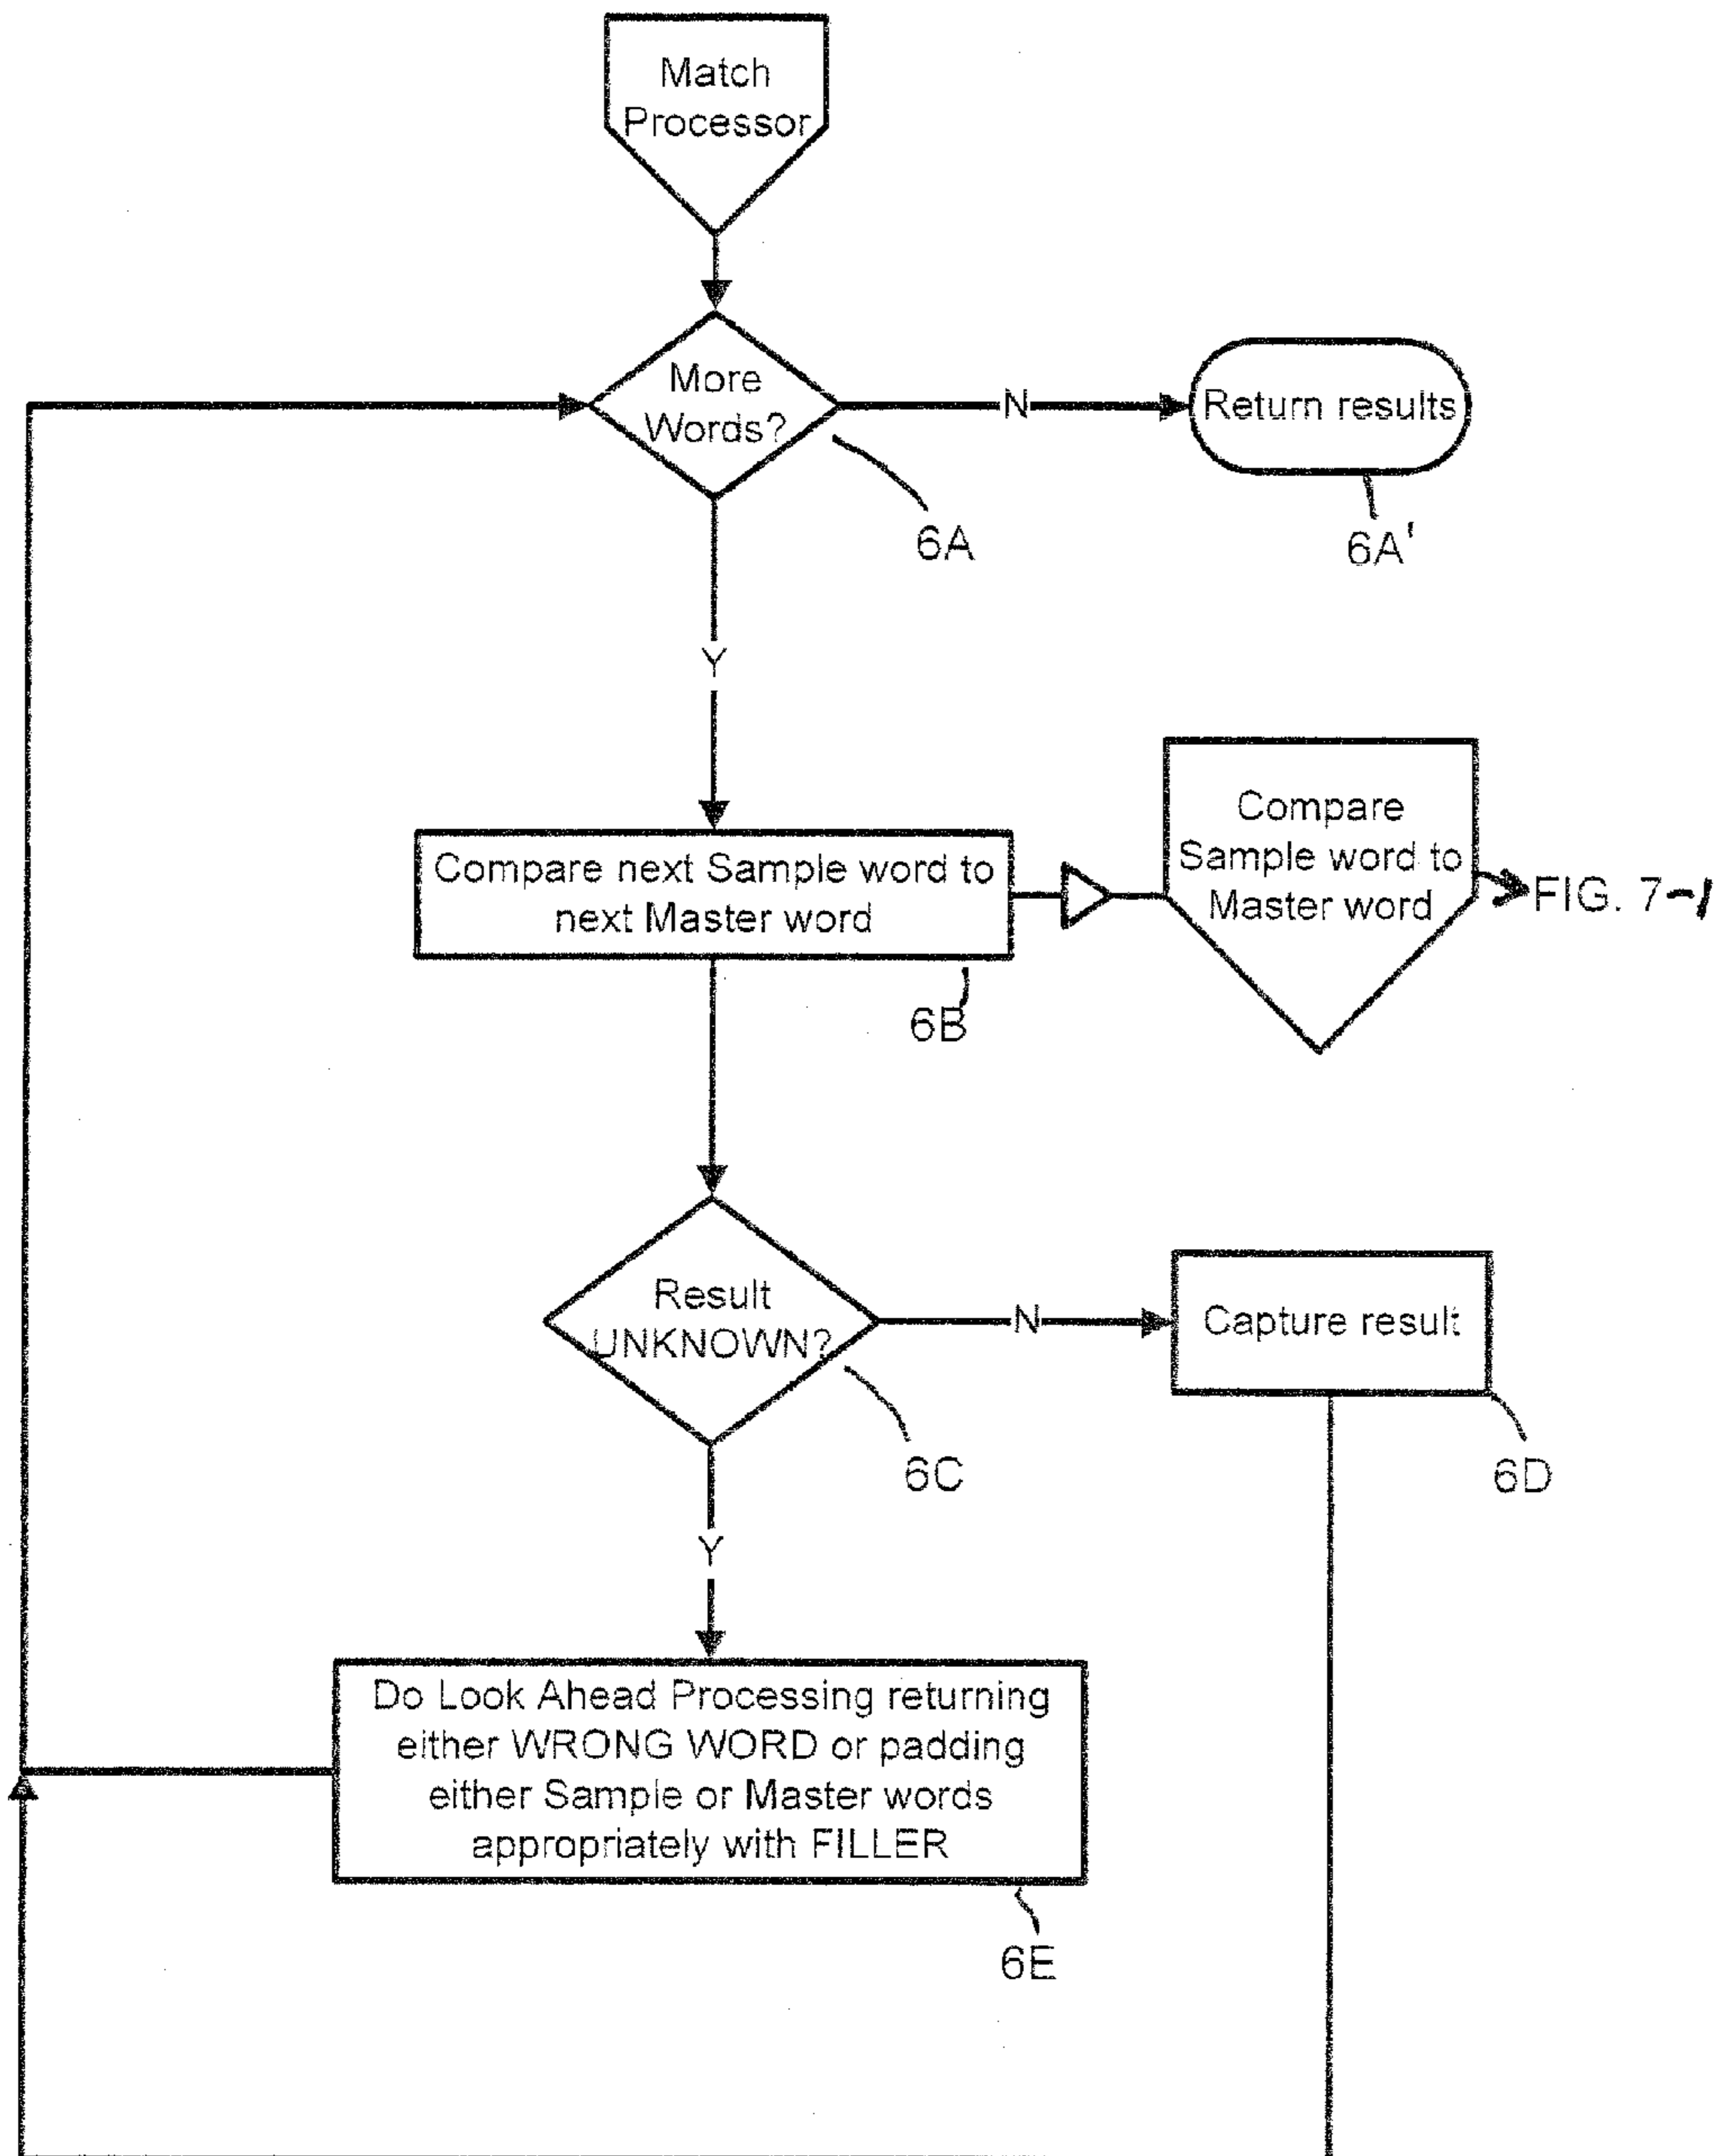 Match
Processor
More
Words?
N
Return results
6A
6A'
Y
Compare next Sample word to
next Master word
Compare
Sample word to
Master word
FIG. 7-1
6B
Result
UNKNOWN?
N
Capture result
6C
6D
Y
Do Look Ahead Processing returning
either WRONG WORD or padding
either Sample or Master words
appropriately with FILLER
6E